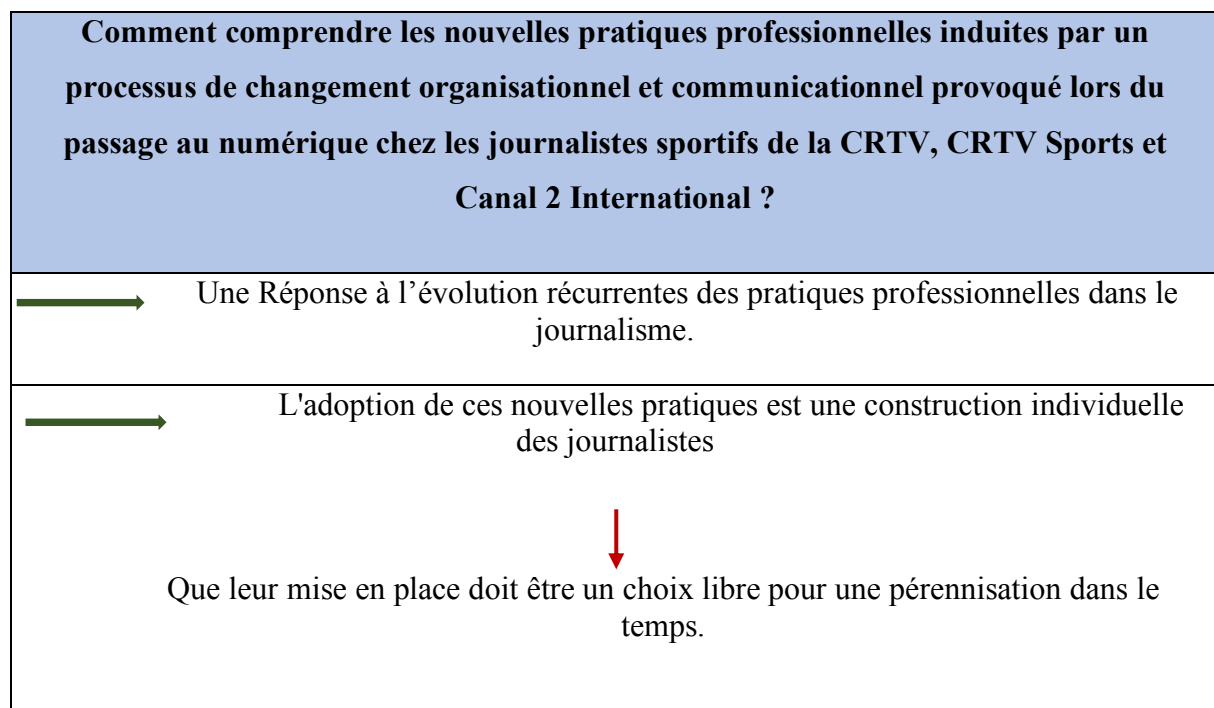 Comment comprendre les nouvelles pratiques professionnelles induites par un
processus de changement organisationnel et communicationnel provoqué lors du
passage au numérique chez les journalistes sportifs de la CRTV, CRTV Sports et
Canal 2 International ?
Une Réponse à l’évolution récurrentes des pratiques professionnelles dans le
journalisme.
L'adoption de ces nouvelles pratiques est une construction individuelle
des journalistes
Que leur mise en place doit être un choix libre pour une pérennisation dans le
temps.